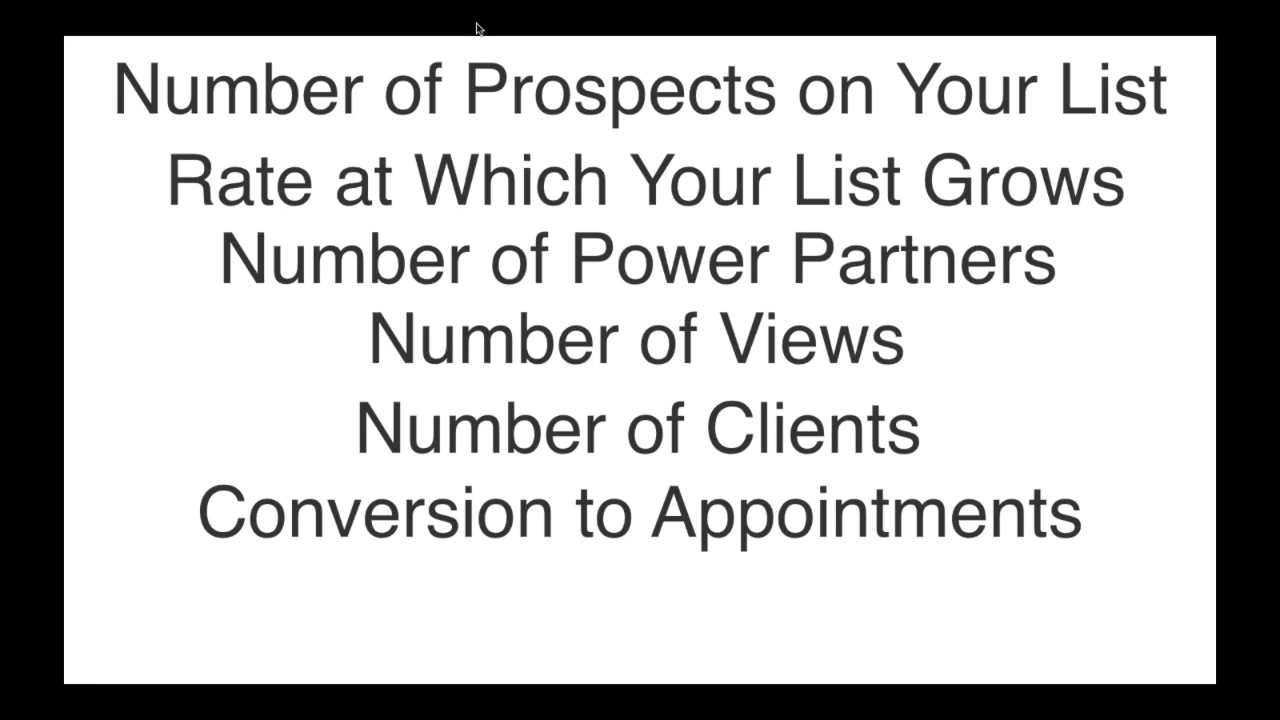 Number of Prospects on Your List
Rate at Which Your List Grows
Number of Power Partners
Number of Views
Number of Clients
Conversion to Appointments